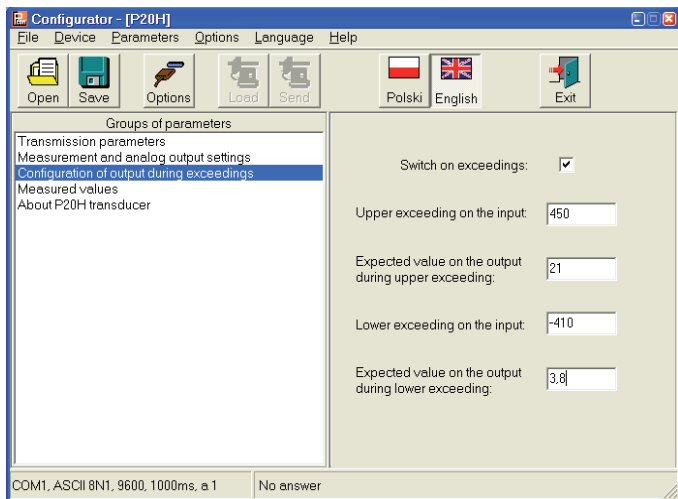 Configurator - [P20H]
File Device Parameters Options Language Help
Open Save Options Load Send Polski English Exit
Groups of parameters
Transmission parameters
Measurement and analog output settings
Configuration of output during exceedings
Measured values
About P20H transducer
Switch on exceedings:
Upper exceeding on the input: 450
Expected value on the output
during upper exceeding: 21
Lower exceeding on the input: -410
Expected value on the output
during lower exceeding: 3,8
COM1, ASCII 8N1, 9600, 1000ms, a.1 No answer